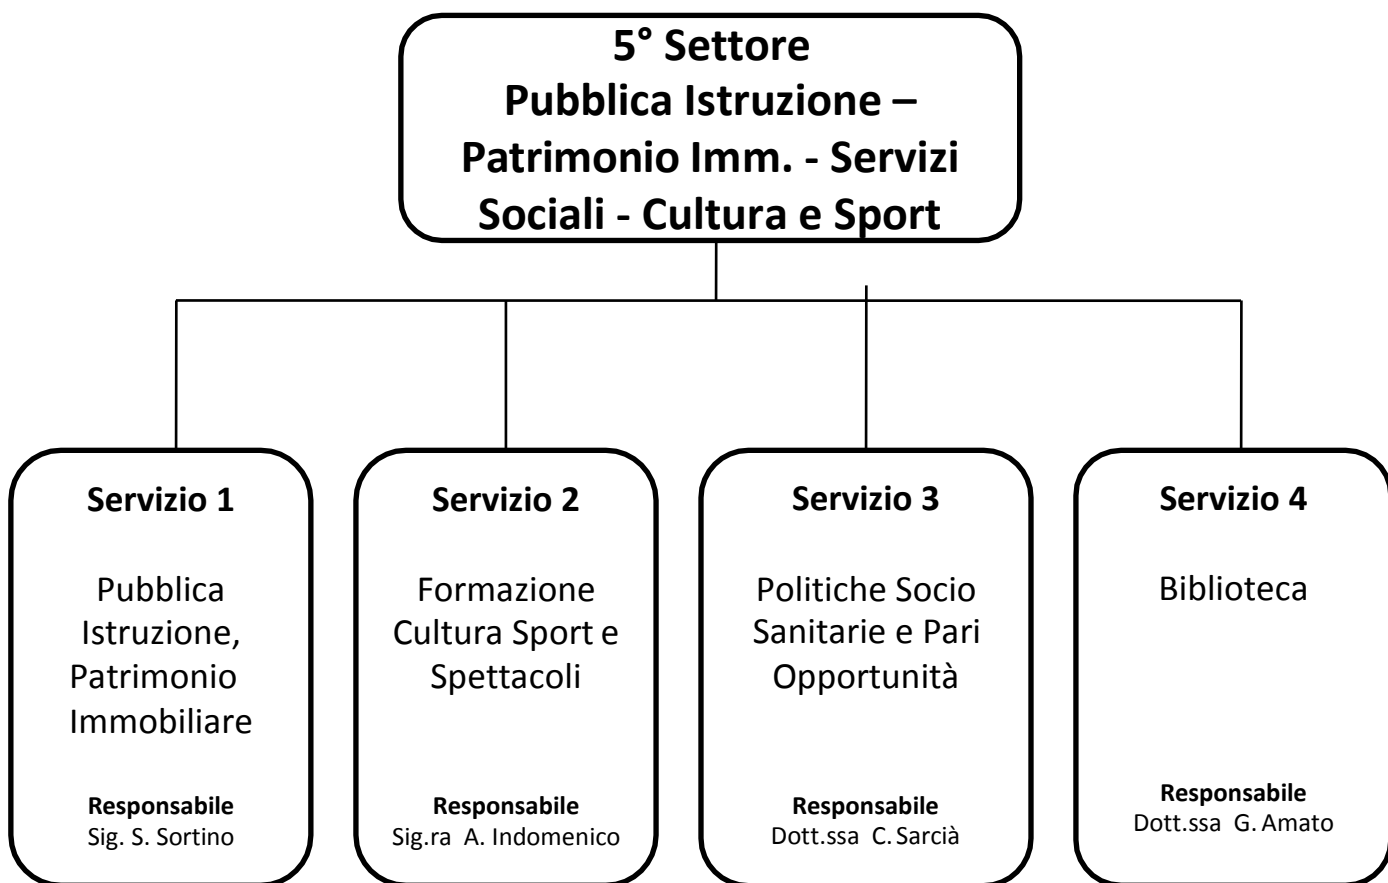 5° Settore
Pubblica Istruzione –
Patrimonio Imm. - Servizi
Sociali - Cultura e Sport
Servizio 1
Pubblica
Istruzione,
Patrimonio
Immobiliare
Responsabile
Sig. S. Sortino
Servizio 2
Formazione
Cultura Sport e
Spettacoli
Responsabile
Sig.ra A. Indomenico
Servizio 3
Politiche Socio
Sanitarie e Pari
Opportunità
Responsabile
Dott.ssa C. Sarcià
Servizio 4
Biblioteca
Responsabile
Dott.ssa G. Amato